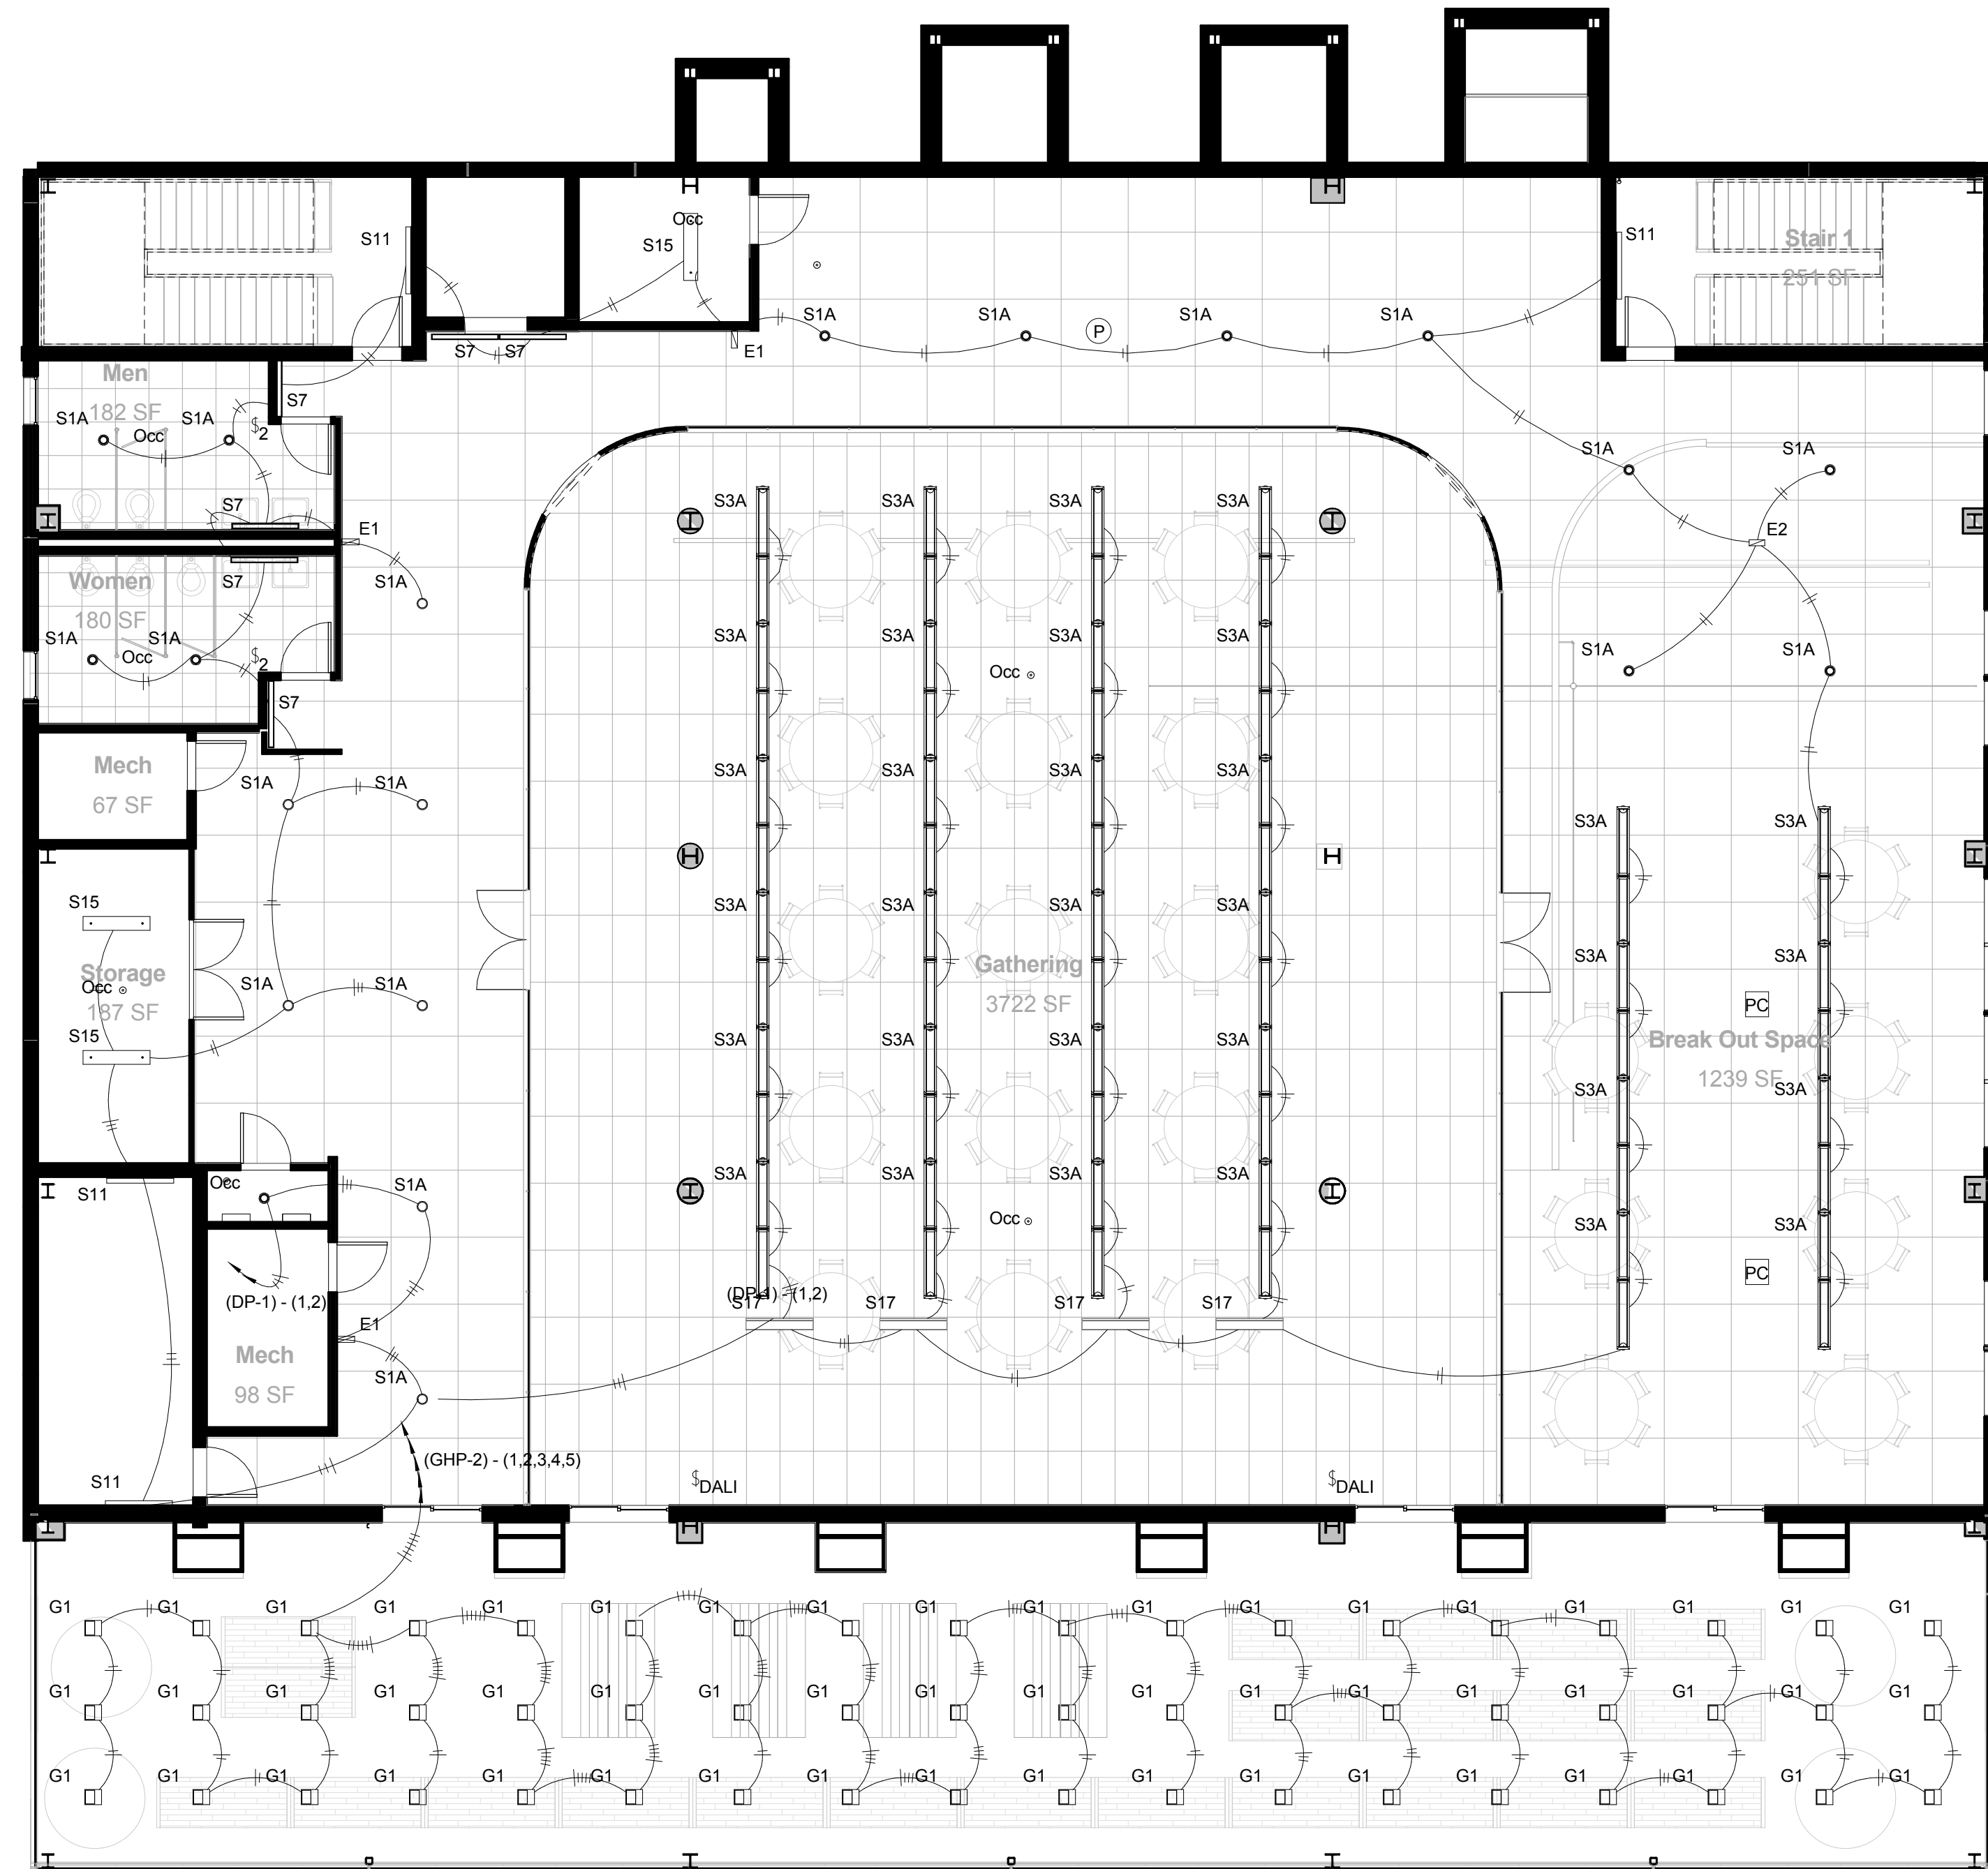 S11
Occ
S15
S11
Stair 1
251 SF
S1A
S1A
S1A
S1A
P
S7
S7
E1
Men
182 SF
S7
S1A
S1A
Occ
$2
S1A
S1A
S7
E1
E2
S3A
S3A
S3A
S3A
Women
180 SF
S7
S1A
S1A
S1A
Occ
$2
S3A
S3A
S3A
S3A
S1A
S1A
Occ
S7
Mech
67 SF
S1A
S1A
S3A
S3A
S3A
S3A
S3A
S3A
S15
S3A
S3A
S3A
S3A
Storage
187 SF
Occ
S1A
S1A
Gathering
3722 SF
S3A
S3A
PC
S15
S3A
S3A
S3A
S3A
Break Out Space
1239 SF
S3A
S3A
Occ
S11
S1A
S3A
S3A
S3A
S3A
Occ
S3A
S3A
PC
(DP-1) - (1,2)
(DP-1) - (1,2)
S17
S17
S17
S17
E1
Mech
98 SF
S1A
(GHP-2) - (1,2,3,4,5)
S11
$DALI
$DALI
G1 G1 G1 G1 G1 G1 G1 G1 G1 G1 G1 G1 G1 G1 G1 G1 G1 G1
G1 G1 G1 G1 G1 G1 G1 G1 G1 G1 G1 G1 G1 G1 G1 G1 G1 G1
G1 G1 G1 G1 G1 G1 G1 G1 G1 G1 G1 G1 G1 G1 G1 G1 G1 G1